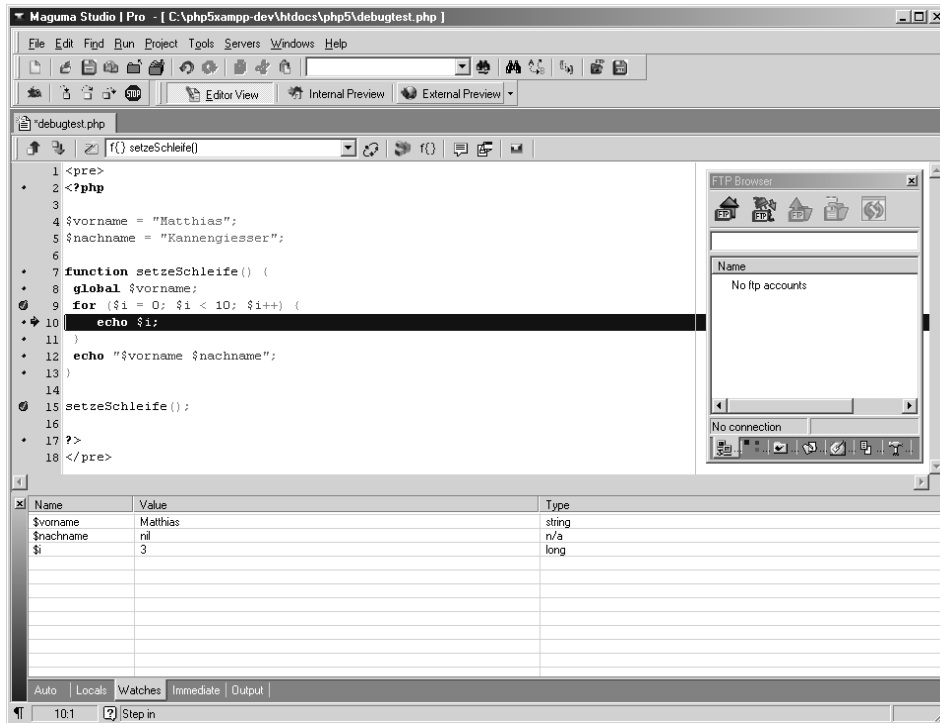 Maguma Studio | Pro - [ C:\php5xampp-dev\htdocs\php5\debugtest.php ]
File Edit Find Run Project Tools Servers Windows Help
STOP Editor View Internal Preview External Preview
*debugtest.php
f{} setzeSchleife() f{}
1 <pre>
2 <?php
3
4 $vorname = "Matthias";
5 $nachname = "Kannengiesser";
6
7 function setzeSchleife() {
8 global $vorname;
9 for ($i = 0; $i < 10; $i++) {
10 echo $i;
11 }
12 echo "$vorname $nachname";
13 }
14
15 setzeSchleife();
16
17 ?>
18 </pre>
FTP Browser
FTP FTP FTP
Name
No ftp accounts
No connection
Name Value Type
$vorname Matthias string
$nachname nil n/a
$i 3 long
Auto Locals Watches Immediate Output
10:1 Step in